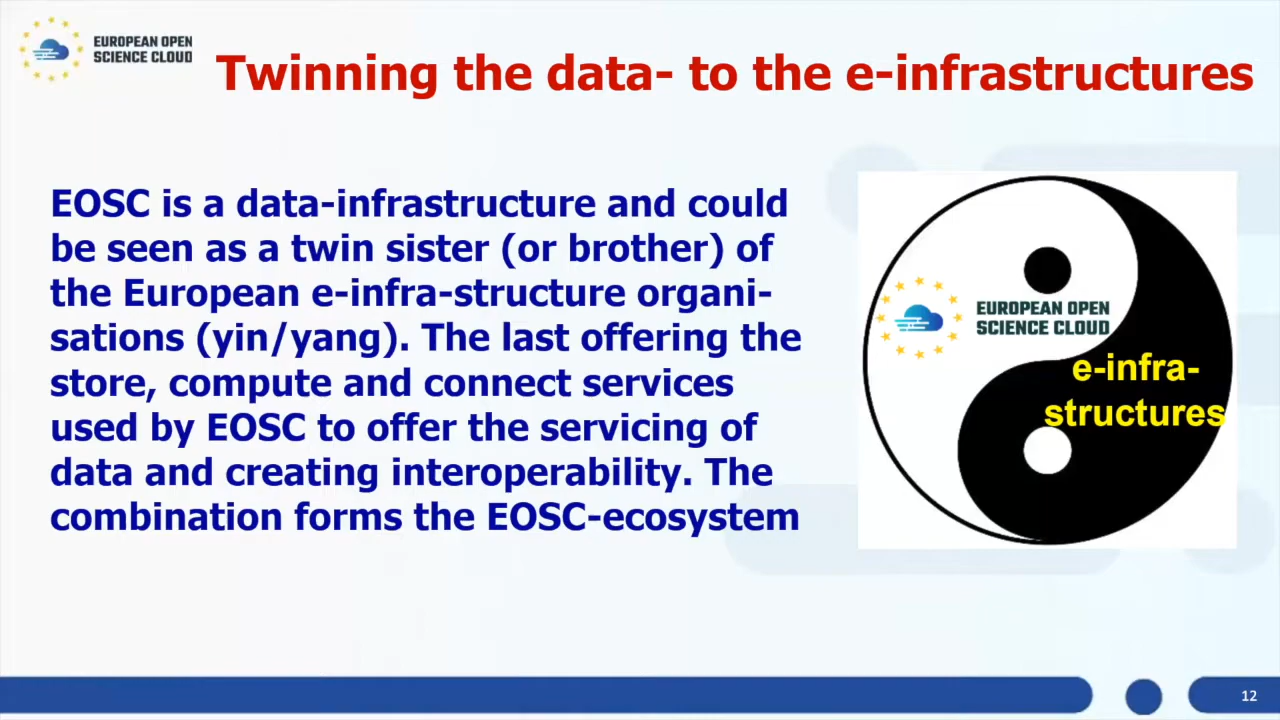 EUROPEAN OPEN
SCIENCE CLOUD
Twinning the data- to the e-infrastructures
EOSC is a data-infrastructure and could
be seen as a twin sister (or brother) of
the European e-infra-structure organi-
sations (yin/yang). The last offering the
store, compute and connect services
used by EOSC to offer the servicing of
data and creating interoperability. The
combination forms the EOSC-ecosystem
EUROPEAN OPEN
SCIENCE CLOUD
e-infra-
structures
12